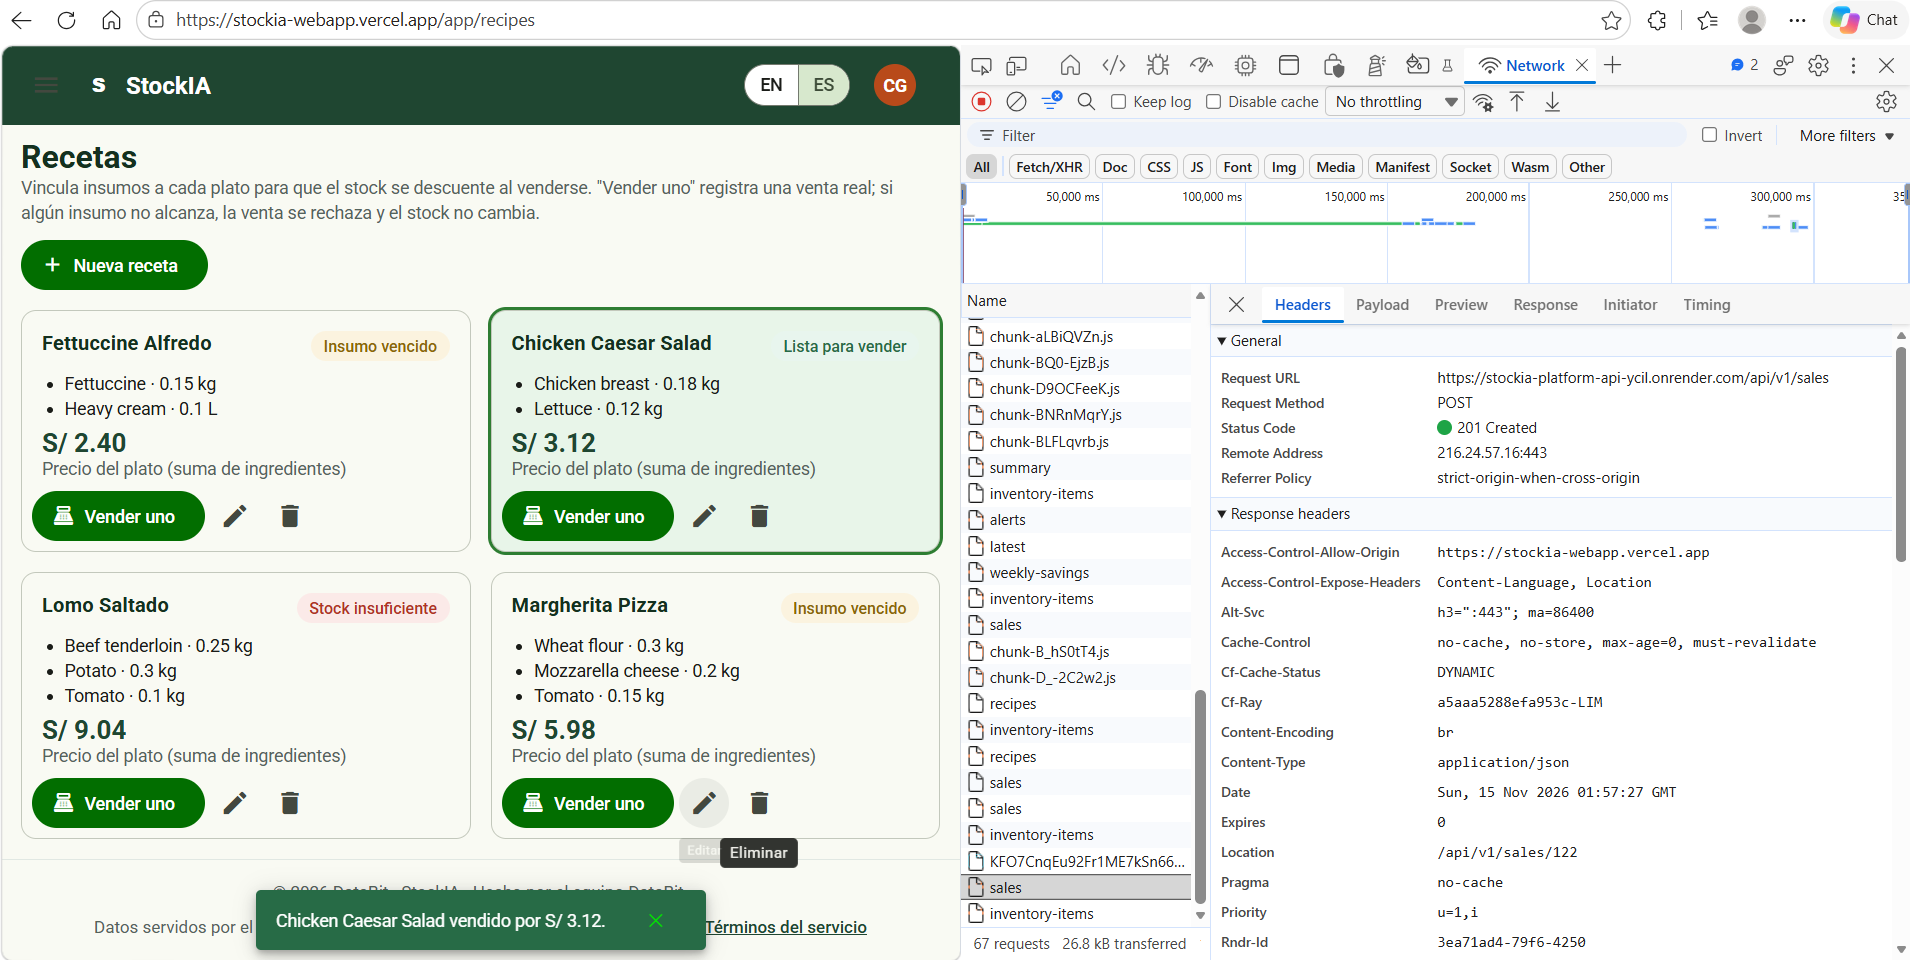 https://stockia-webapp.vercel.app/app/recipes
Chat
S StockIA
EN ES
CG
Recetas
Vincula insumos a cada plato para que el stock se descuente al venderse. "Vender uno" registra una venta real; si
algún insumo no alcanza, la venta se rechaza y el stock no cambia.
+ Nueva receta
Fettuccine Alfredo
Insumo vencido
• Fettuccine · 0.15 kg
• Heavy cream · 0.1 L
S/ 2.40
Precio del plato (suma de ingredientes)
Vender uno
Chicken Caesar Salad
Lista para vender
• Chicken breast · 0.18 kg
• Lettuce · 0.12 kg
S/ 3.12
Precio del plato (suma de ingredientes)
Vender uno
Lomo Saltado
Stock insuficiente
• Beef tenderloin · 0.25 kg
• Potato · 0.3 kg
• Tomato · 0.1 kg
S/ 9.04
Precio del plato (suma de ingredientes)
Vender uno
Margherita Pizza
Insumo vencido
• Wheat flour · 0.3 kg
• Mozzarella cheese · 0.2 kg
• Tomato · 0.15 kg
S/ 5.98
Precio del plato (suma de ingredientes)
Vender uno
Eliminar
Datos servidos por el
Términos del servicio
Chicken Caesar Salad vendido por S/ 3.12.
Network
2
Keep log
Disable cache
No throttling
Filter
Invert
More filters
All
Fetch/XHR
Doc
CSS
JS
Font
Img
Media
Manifest
Socket
Wasm
Other
50,000 ms
100,000 ms
150,000 ms
200,000 ms
250,000 ms
300,000 ms
Name
chunk-aLBiQVZn.js
chunk-BQ0-EjzB.js
chunk-D9OCFeeK.js
chunk-BNRnMqrY.js
chunk-BLFLqvrb.js
summary
inventory-items
alerts
latest
weekly-savings
inventory-items
sales
chunk-B_hS0tT4.js
chunk-D_-2C2w2.js
recipes
inventory-items
recipes
sales
sales
inventory-items
KFO7CnqEu92Fr1ME7kSn66...
sales
inventory-items
67 requests 26.8 kB transferred
Headers
Payload
Preview
Response
Initiator
Timing
General
Request URL https://stockia-platform-api-ycil.onrender.com/api/v1/sales
Request Method POST
Status Code 201 Created
Remote Address 216.24.57.16:443
Referrer Policy strict-origin-when-cross-origin
Response headers
Access-Control-Allow-Origin https://stockia-webapp.vercel.app
Access-Control-Expose-Headers Content-Language, Location
Alt-Svc h3=":443"; ma=86400
Cache-Control no-cache, no-store, max-age=0, must-revalidate
Cf-Cache-Status DYNAMIC
Cf-Ray a5aaa5288efa953c-LIM
Content-Encoding br
Content-Type application/json
Date Sun, 15 Nov 2026 01:57:27 GMT
Expires 0
Location /api/v1/sales/122
Pragma no-cache
Priority u=1,i
Rndr-Id 3ea71ad4-79f6-4250